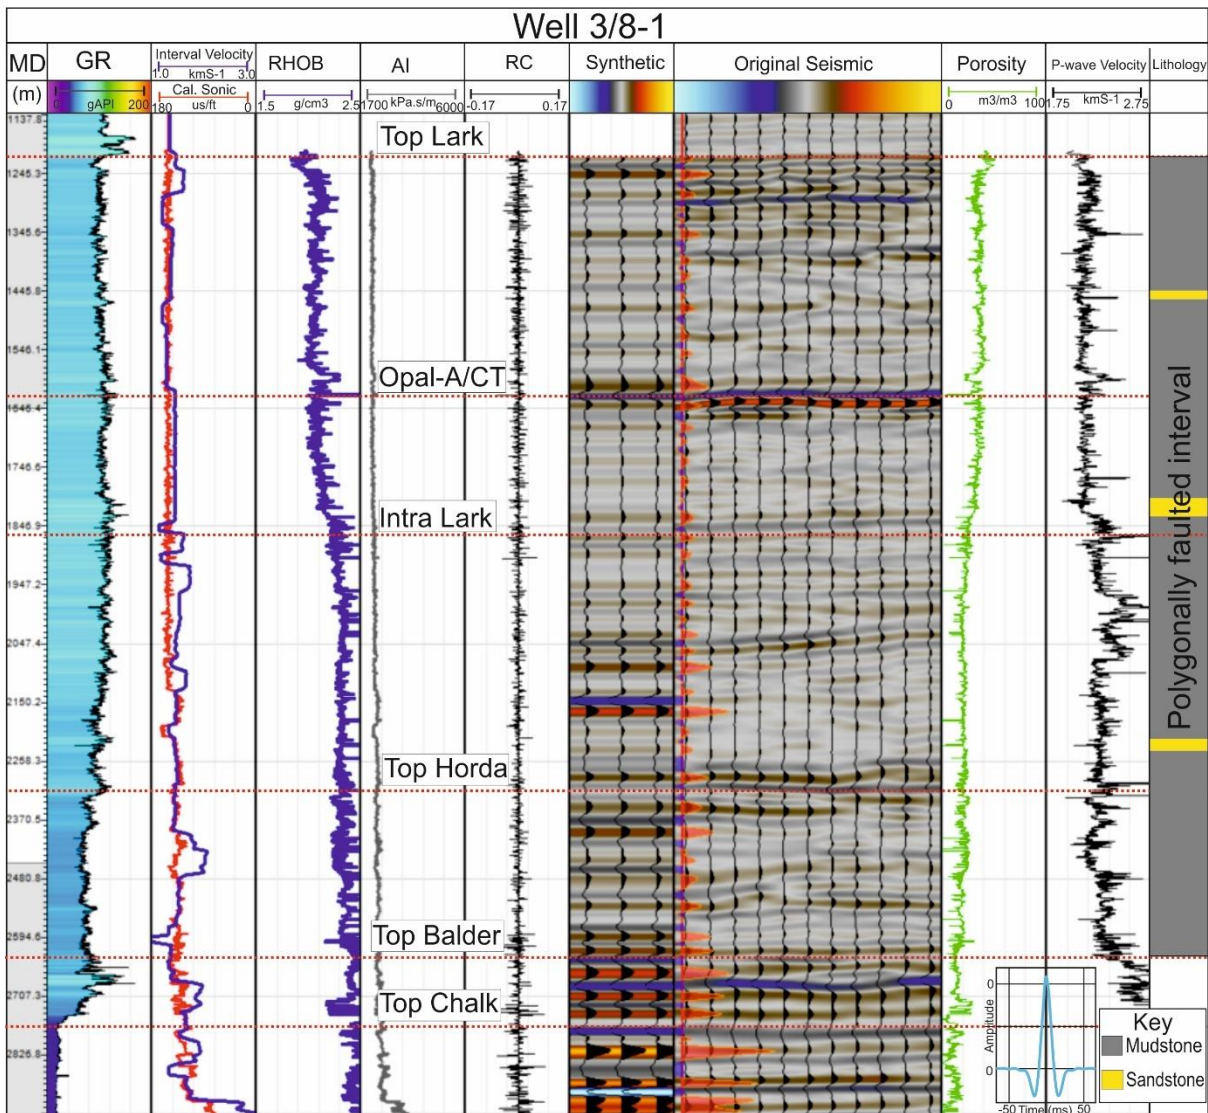 Well 3/8-1
MD GR Interval Velocity RHOB AI RC Synthetic Original Seismic Porosity P-wave Velocity Lithology
1.0 kmS-1 3.0
Cal. Sonic
(m) 0 gAPI 200 180 us/ft 0 1.5 g/cm3 2.5 1700 kPa.s/m 6000 -0.17 0.17 0 m3/m3 100 1.75 kmS-1 2.75
1137.8
Top Lark
1245.3
1345.6
1445.8
1546.1
Opal-A/CT
1646.4
1746.6
Intra Lark
1846.9
1947.2
2047.4
2150.2
2258.3
Top Horda
2370.5
2480.8
2594.6
Top Balder
2707.3
Top Chalk
2826.8
Polygonally faulted interval
Amplitude
0
0
-50 Time (ms) 50
Key
Mudstone
Sandstone